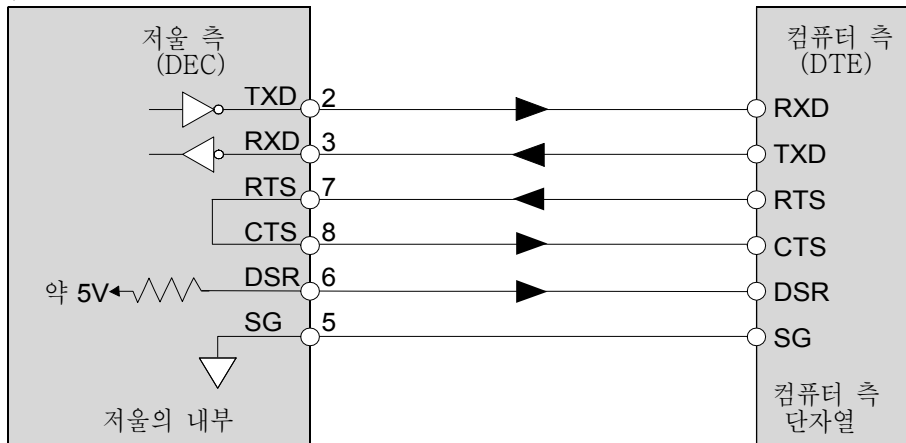 저울 측
(DEC)
컴퓨터 측
(DTE)
TXD 2 RXD
RXD 3 TXD
RTS 7 RTS
CTS 8 CTS
약 5V DSR 6 DSR
SG 5 SG
저울의 내부
컴퓨터 측
단자열